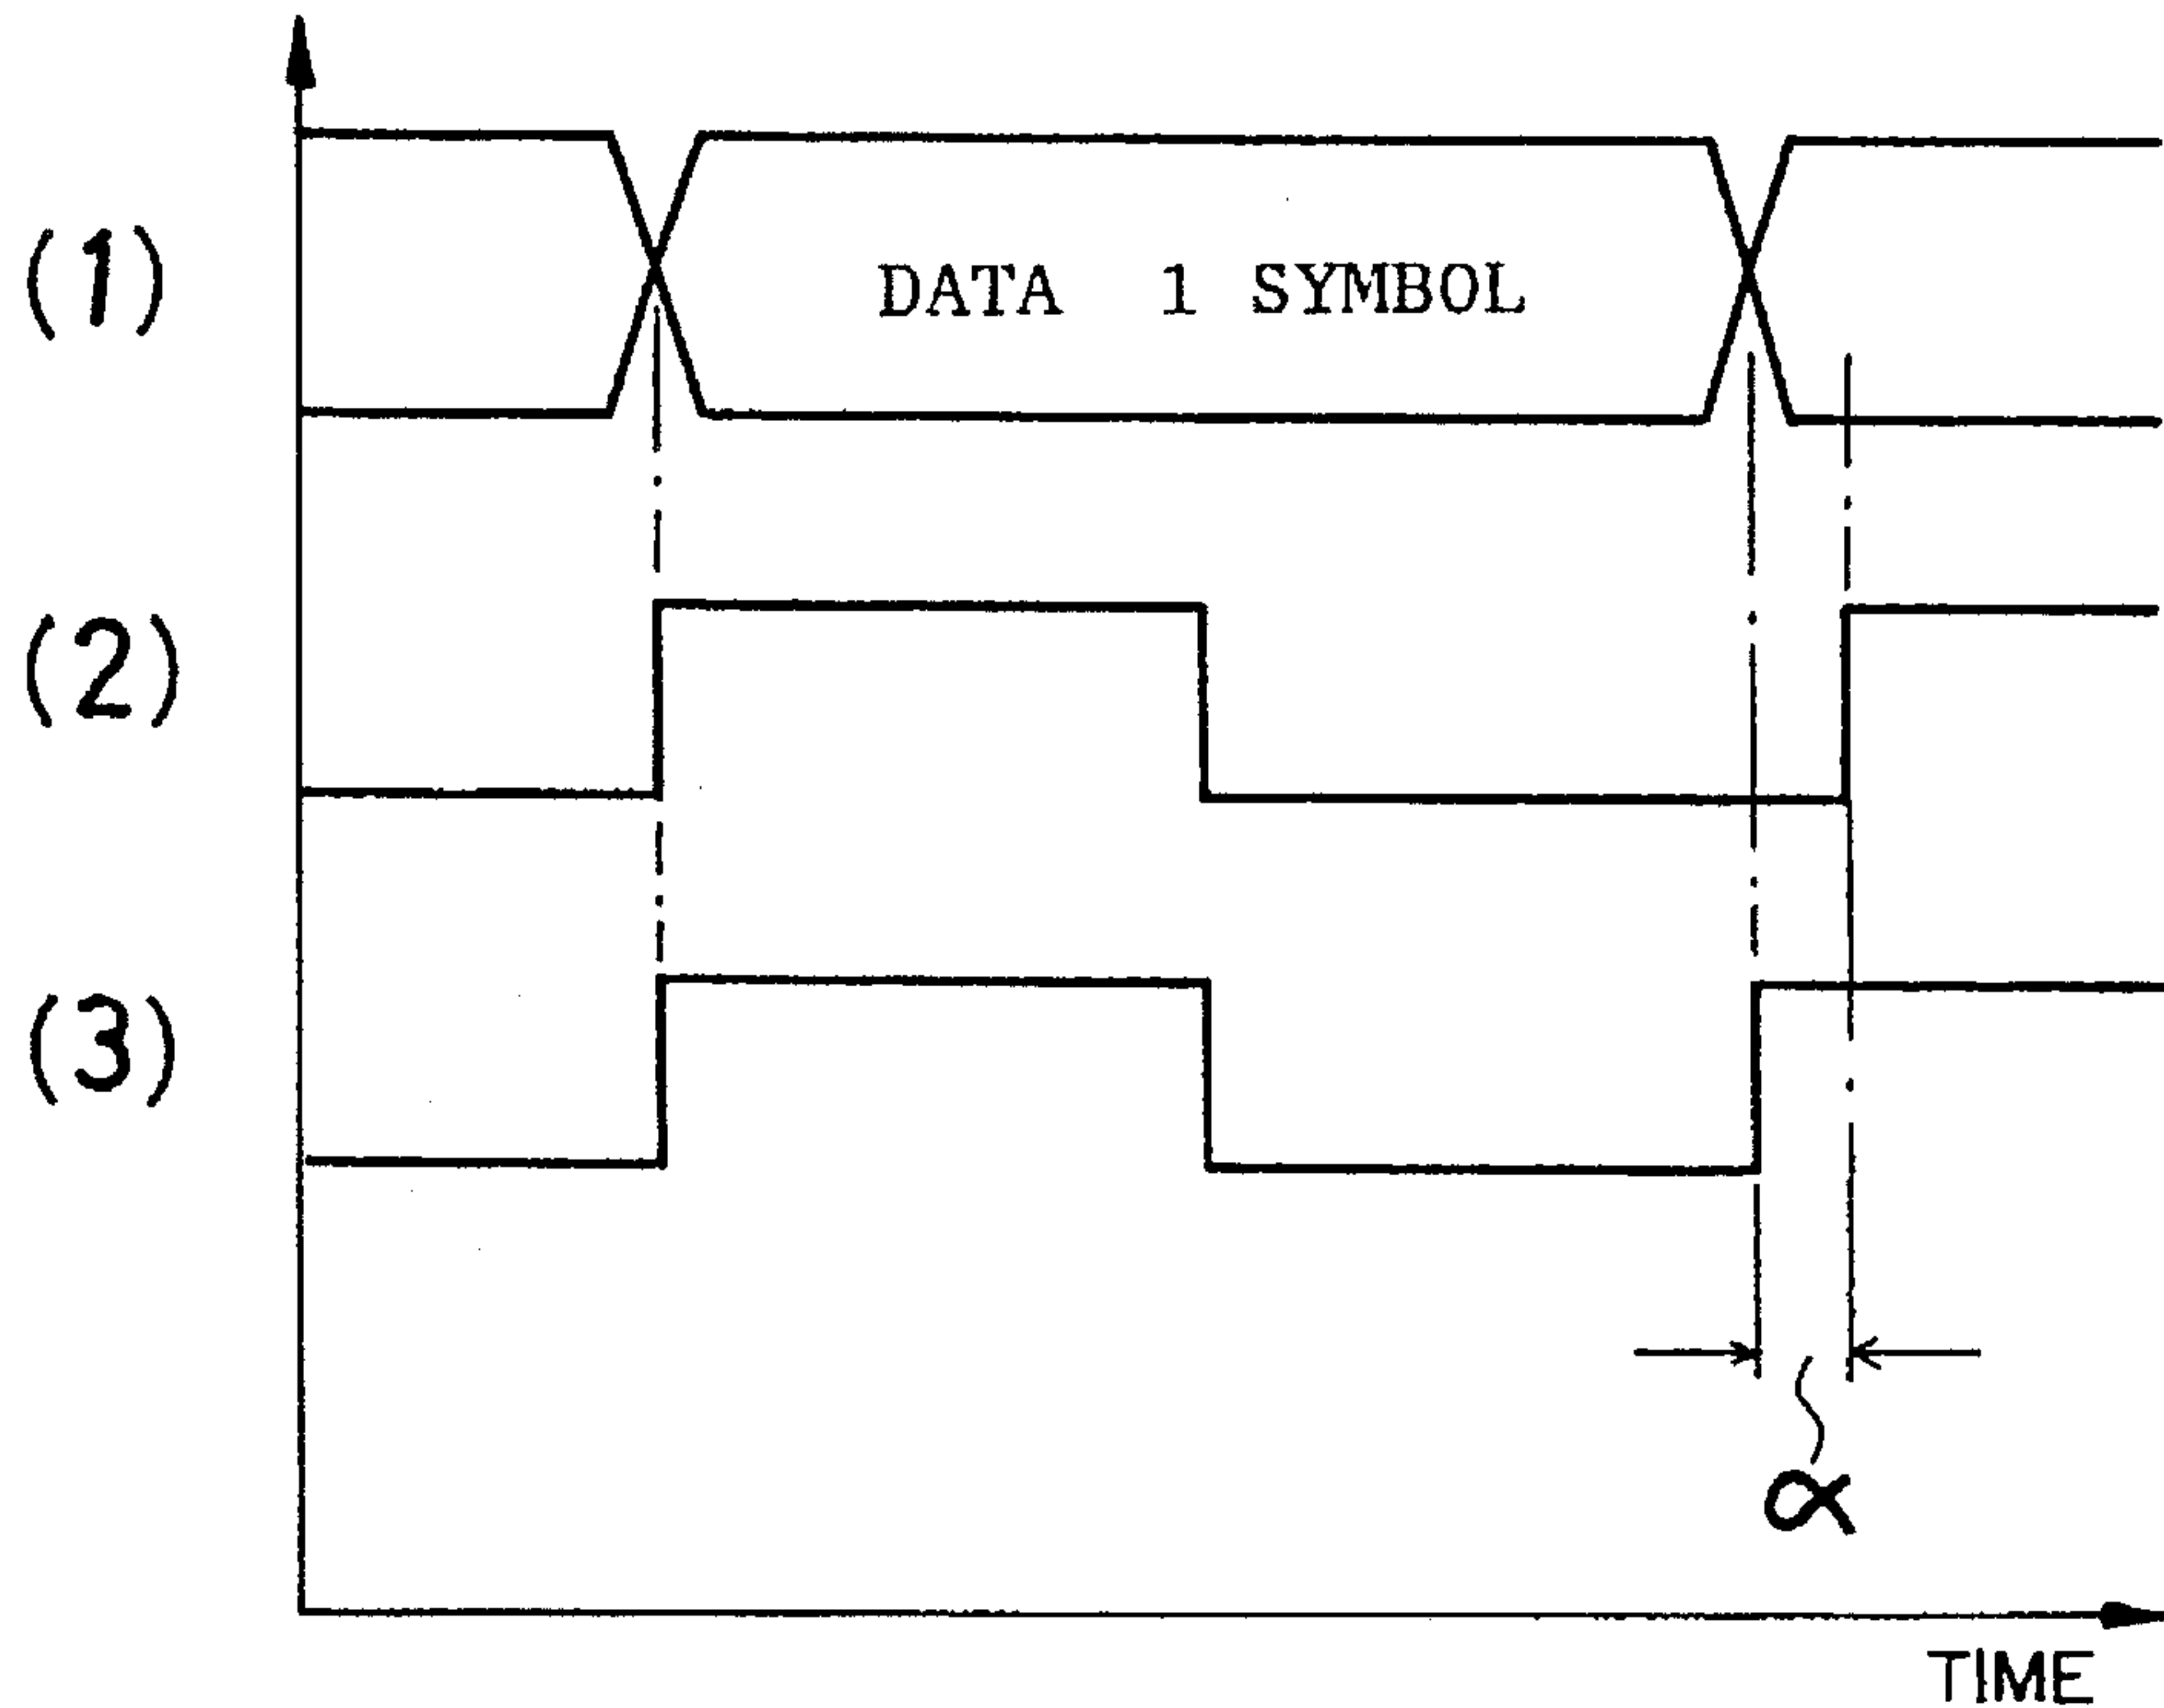 (1)
DATA 1 SYMBOL
(2)
(3)
α
TIME